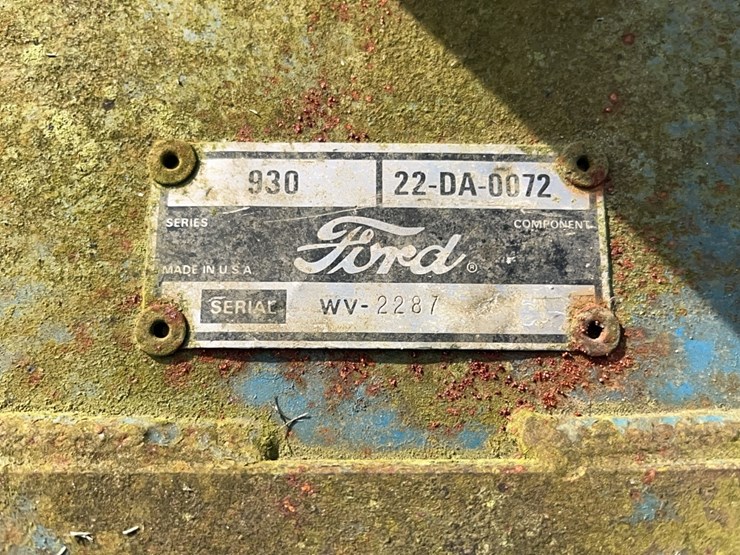 930 22-DA-0072
SERIES COMPONENT
Ford®
MADE IN U.S.A.
SERIAL WV-2287